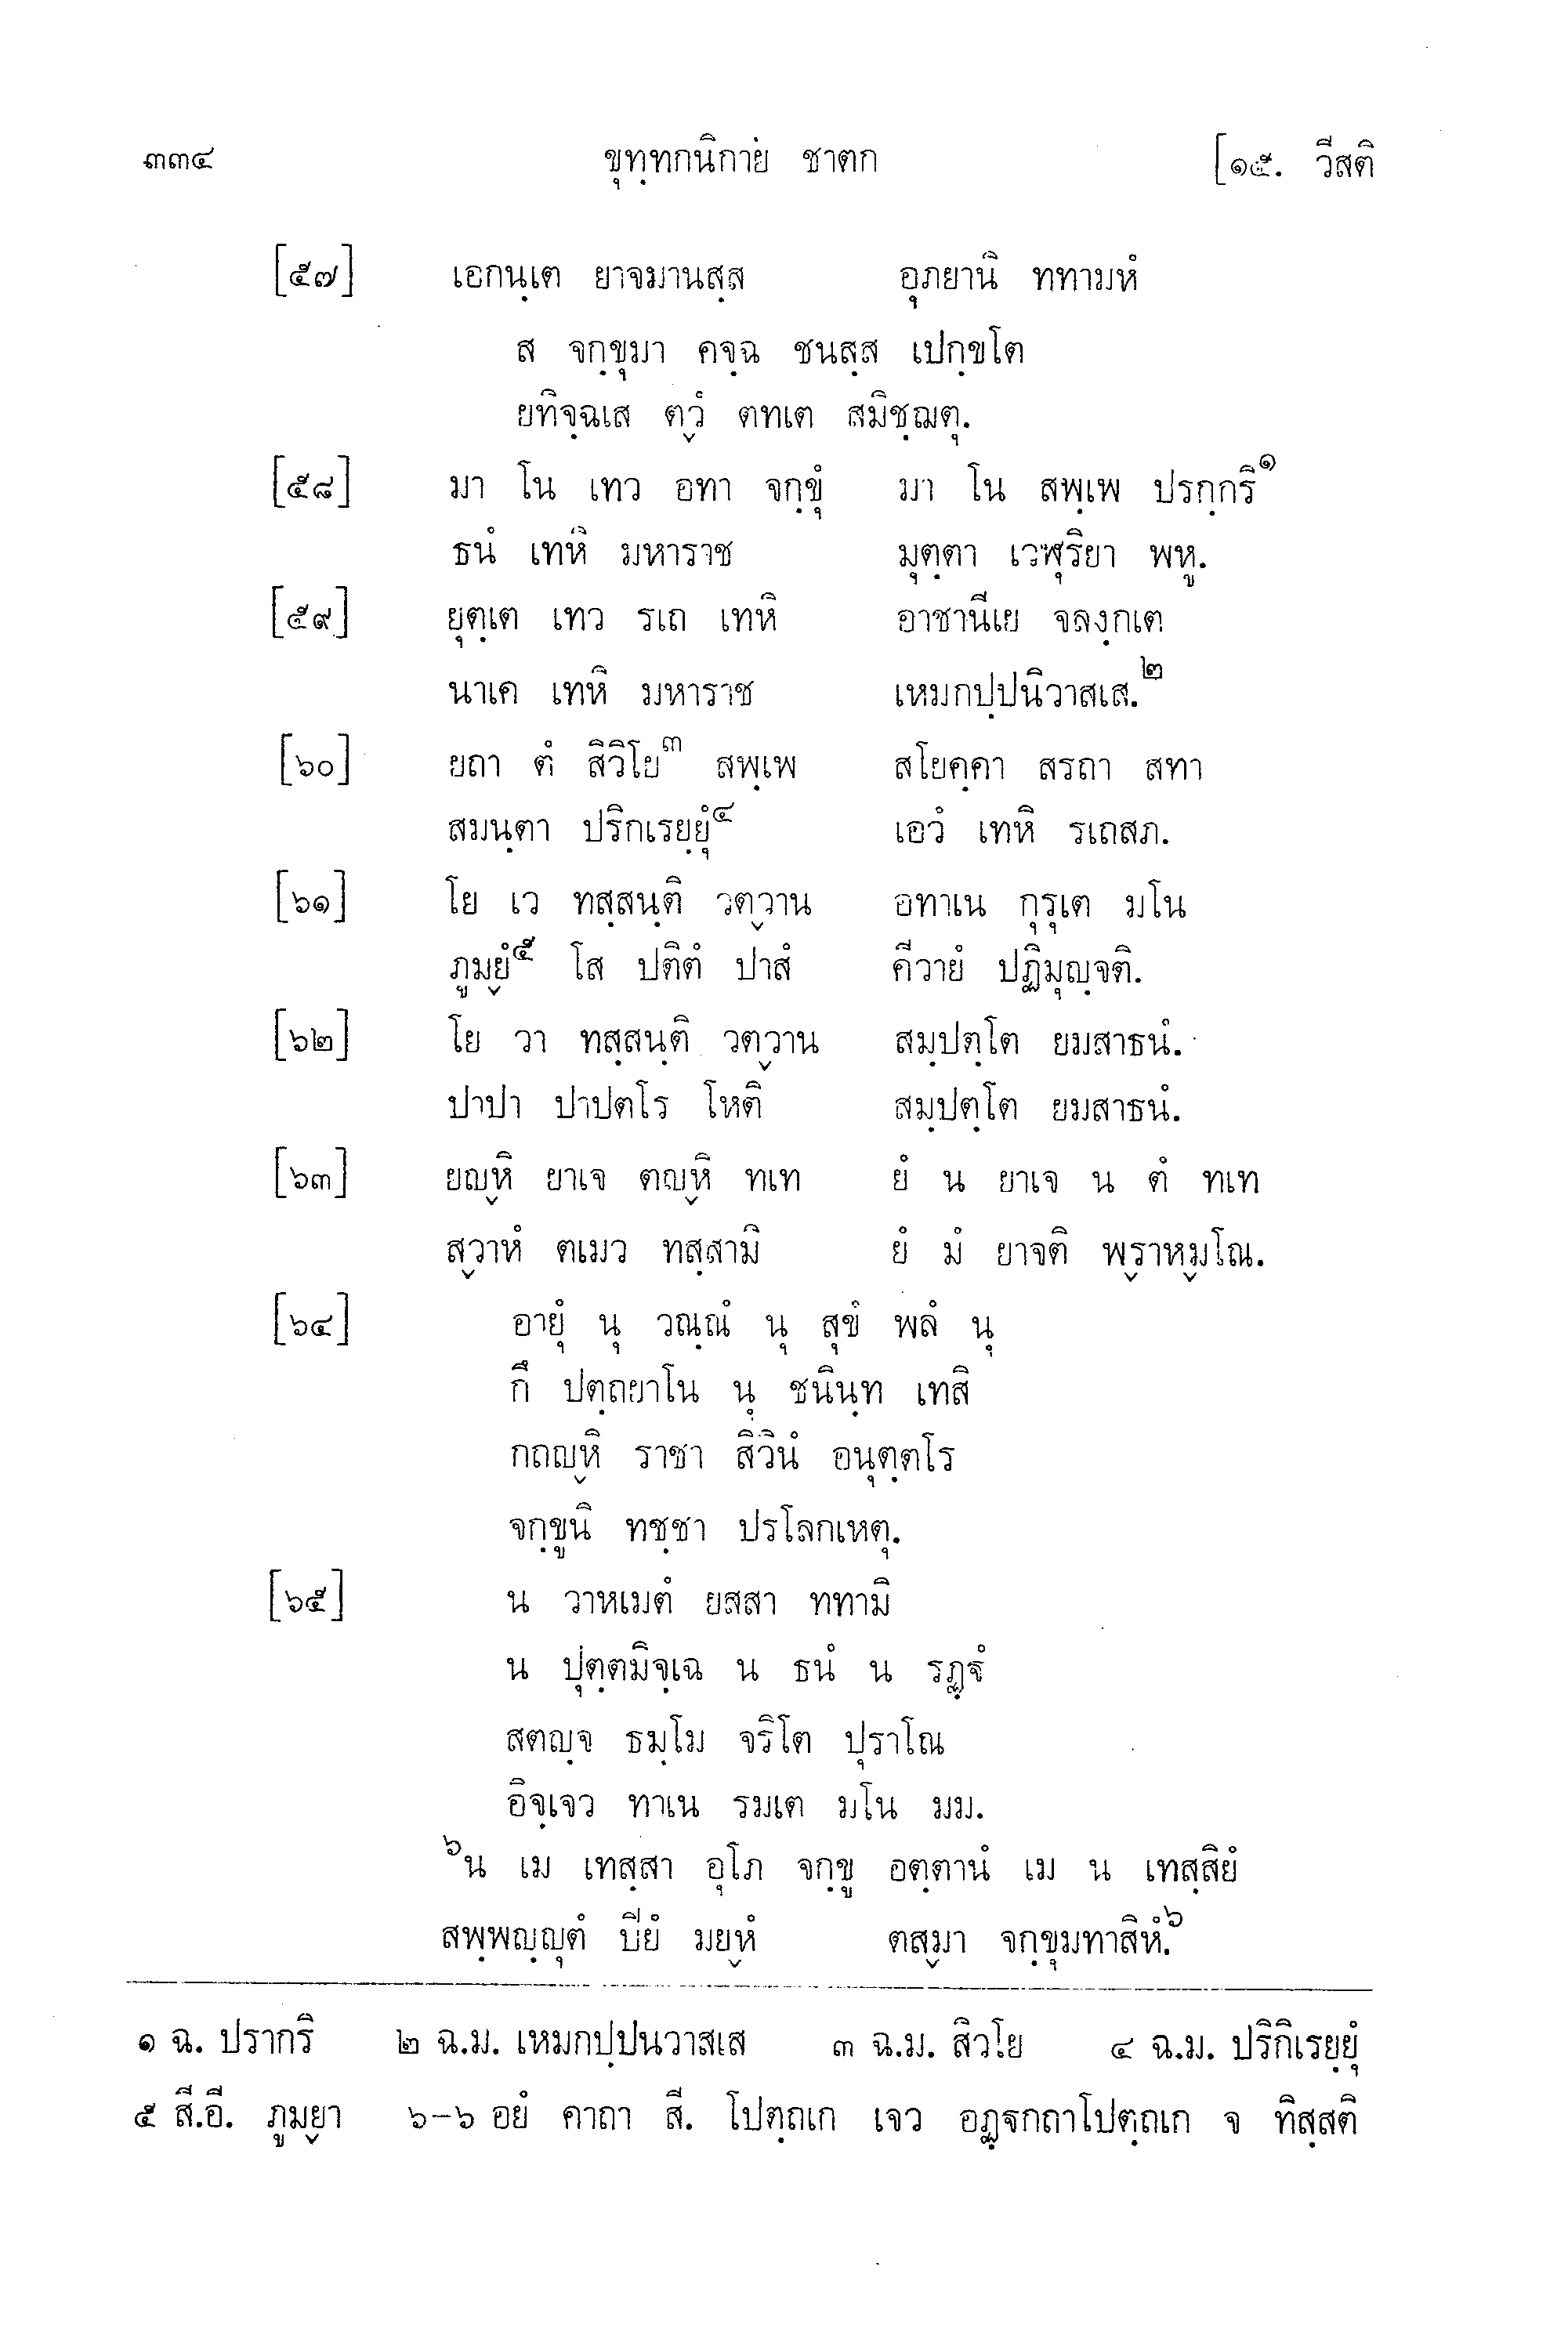 ๓๓๔ ขุทฺทกนิกาเย ชาตก [๑๕. วีสติ
[๕๗] เอกนฺเต ยาจมานสฺส อุภยานิ ททามหํ
ส จกฺขุมา คจฺฉ ชนสฺส เปกฺขโต
ยทิจฺฉเส ตฺวํ ตทเต สมิชฺฌตุ.
[๕๘] มา โน เทว อทา จกฺขุํ มา โน สพฺเพ ปรกฺกริ๑
ธนํ เทหิ มหาราช มุตฺตา เวฬุริยา พหู.
[๕๙] ยุตฺเต เทว รเถ เทหิ อาชานีเย จลงฺกเต
นาเค เทหิ มหาราช เหมกปฺปนิวาสเส.๒
[๖๐] ยถา ตํ สิวิโย๓ สพฺเพ สโยคฺคา สรถา สทา
สมนฺตา ปริกเรยฺยุํ๔ เอวํ เทหิ รเถสภ.
[๖๑] โย เว ทสฺสนฺติ วตฺวาน อทาเน กุรุเต มโน
ภูมฺยํ๕ โส ปติตํ ปาสํ คีวายํ ปฏิมุญฺจติ.
[๖๒] โย วา ทสฺสนฺติ วตฺวาน สมฺปตฺโต ยมสาธนํ.
ปาปา ปาปตโร โหติ สมฺปตฺโต ยมสาธนํ.
[๖๓] ยญฺหิ ยาเจ ตญฺหิ ทเท ยํ น ยาเจ น ตํ ทเท
สฺวาหํ ตเมว ทสฺสามิ ยํ มํ ยาจติ พฺราหฺมโณ.
[๖๔] อายุํ นุ วณฺณํ นุ สุขํ พลํ นุ
กึ ปตฺถยาโน นุ ชนินฺท เทสิ
กถญฺหิ ราชา สิวินํ อนุตฺตโร
จกฺขูนิ ทชฺชา ปรโลกเหตุ.
[๖๕] น วาหเมตํ ยสสา ททามิ
น ปุตฺตมิจฺเฉ น ธนํ น รฏฺฐํ
สตญฺจ ธมฺโม จริโต ปุราโณ
อิจฺเจว ทาเน รมเต มโน มม.
๖น เม เทสฺสา อุโภ จกฺขู อตฺตานํ เม น เทสฺสิยํ
สพฺพญฺญุตํ ปิยํ มยฺหํ ตสฺมา จกฺขุมทาสิหํ.๖
๑ ฉ. ปรากริ ๒ ฉ.ม. เหมกปฺปนวาสเส ๓ ฉ.ม. สิวโย ๔ ฉ.ม. ปริกิเรยฺยุํ
๕ สี.อี. ภูมฺยา ๖-๖ อยํ คาถา สี. โปตฺถเก เจว อฏฺฐกถาโปตฺถเก จ ทิสฺสติ